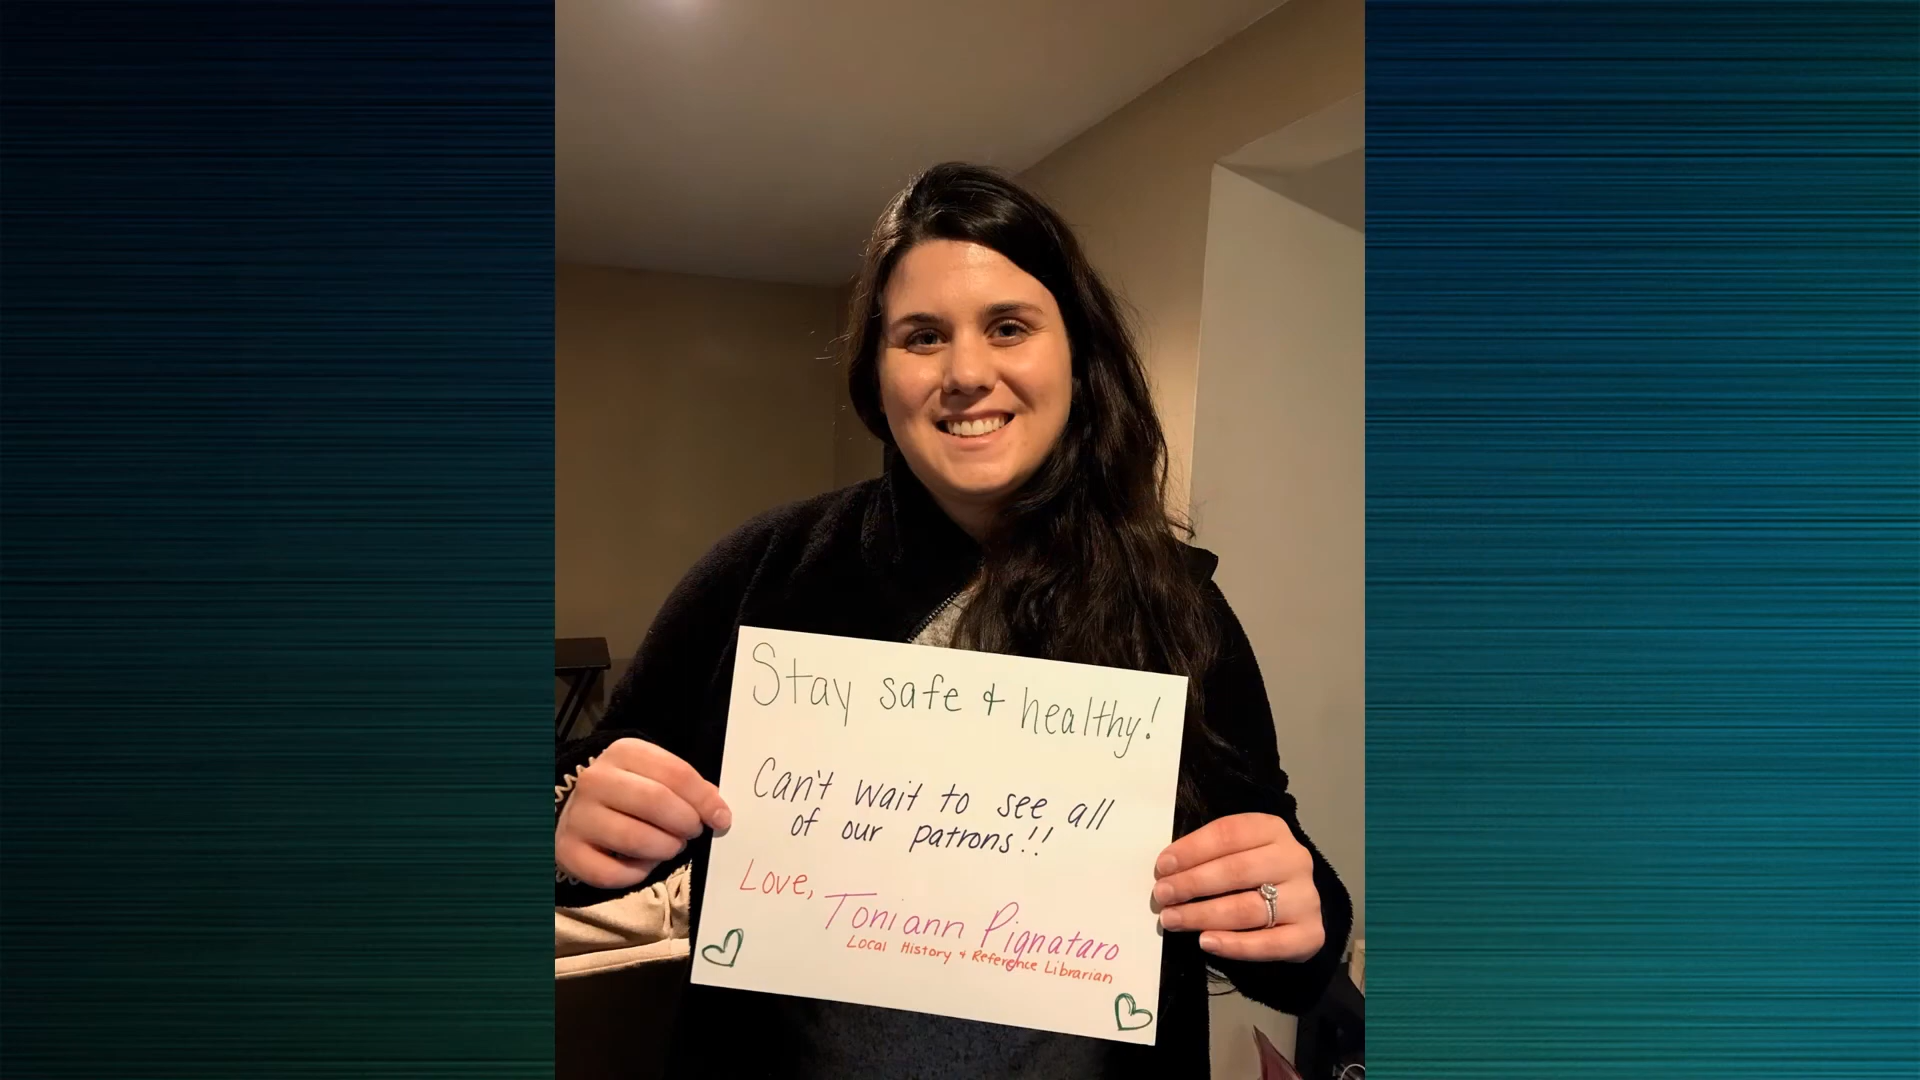 Stay safe & healthy!
Can't wait to see all
of our patrons!!
Love,
Toniann Pignataro
Local History & Reference Librarian